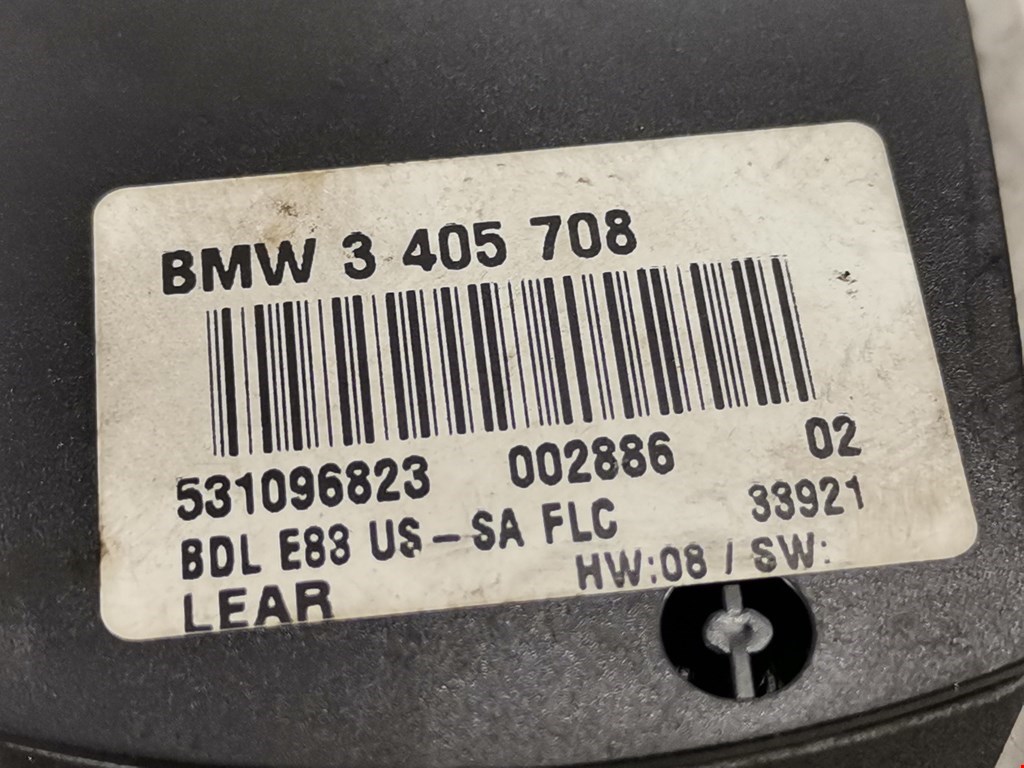 BMW 3 405 708
531096823 002886 02
BDL E83 US-SA FLC 33921
LEAR HW:08 / SW: